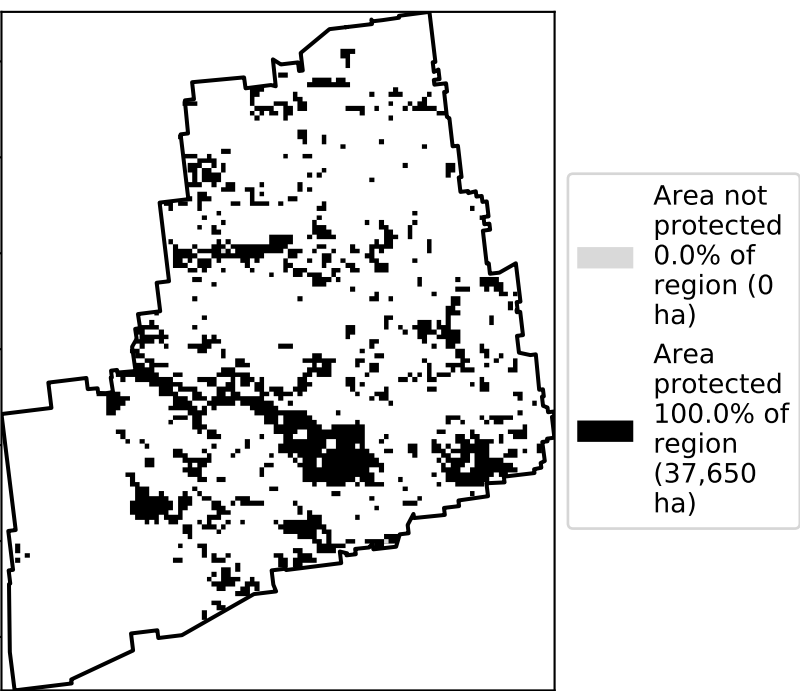 Area not
protected
0.0% of
region (0
ha)
Area
protected
100.0% of
region
(37,650
ha)